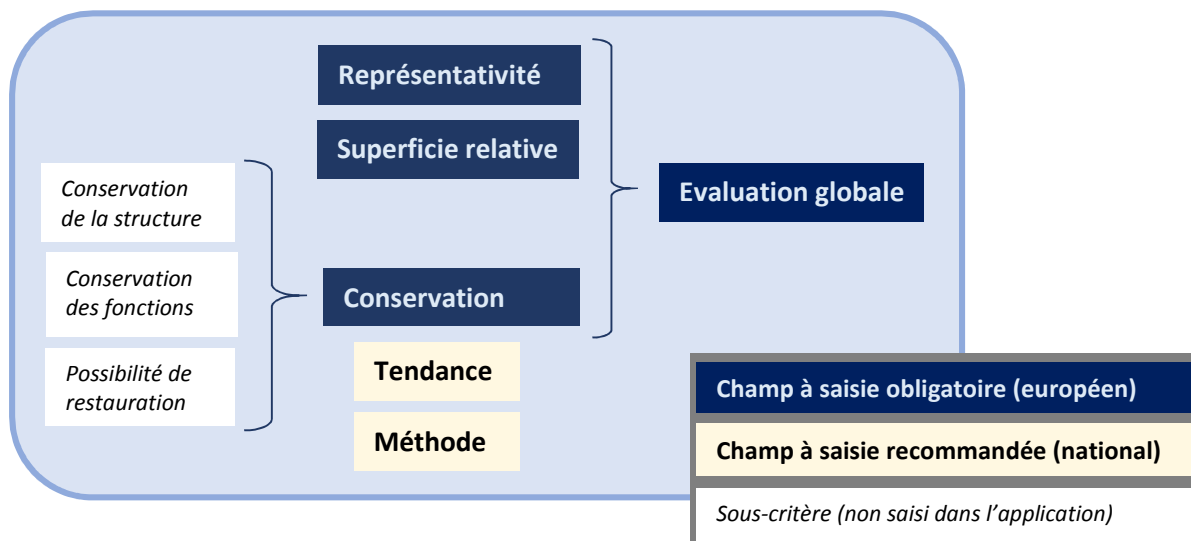 Représentativité
Superficie relative
Conservation
de la structure
Evaluation globale
Conservation
des fonctions
Conservation
Possibilité de
restauration
Tendance
Méthode
Champ à saisie obligatoire (européen)
Champ à saisie recommandée (national)
Sous-critère (non saisi dans l’application)